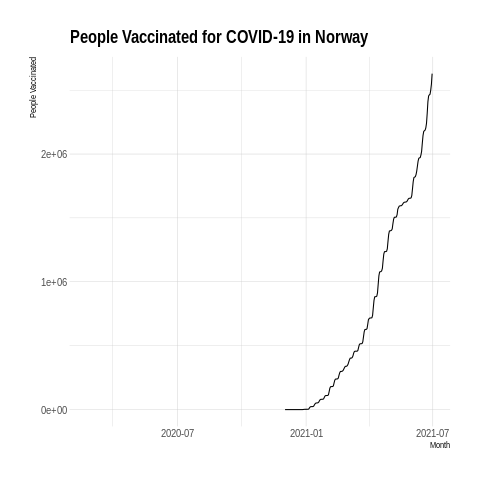 People Vaccinated for COVID-19 in Norway
People Vaccinated
2e+06
1e+06
0e+00
2020-07 2021-01 2021-07
Month